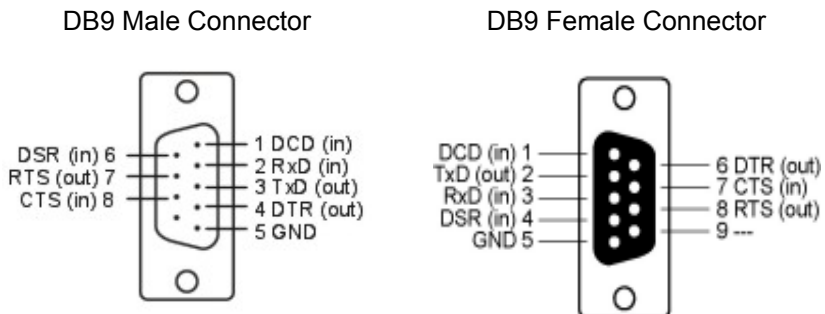 DB9 Male Connector
DSR (in) 6
RTS (out) 7
CTS (in) 8
1 DCD (in)
2 RxD (in)
3 TxD (out)
4 DTR (out)
5 GND
DB9 Female Connector
DCD (in) 1
TxD (out) 2
RxD (in) 3
DSR (in) 4
GND 5
6 DTR (out)
7 CTS (in)
8 RTS (out)
9 ---